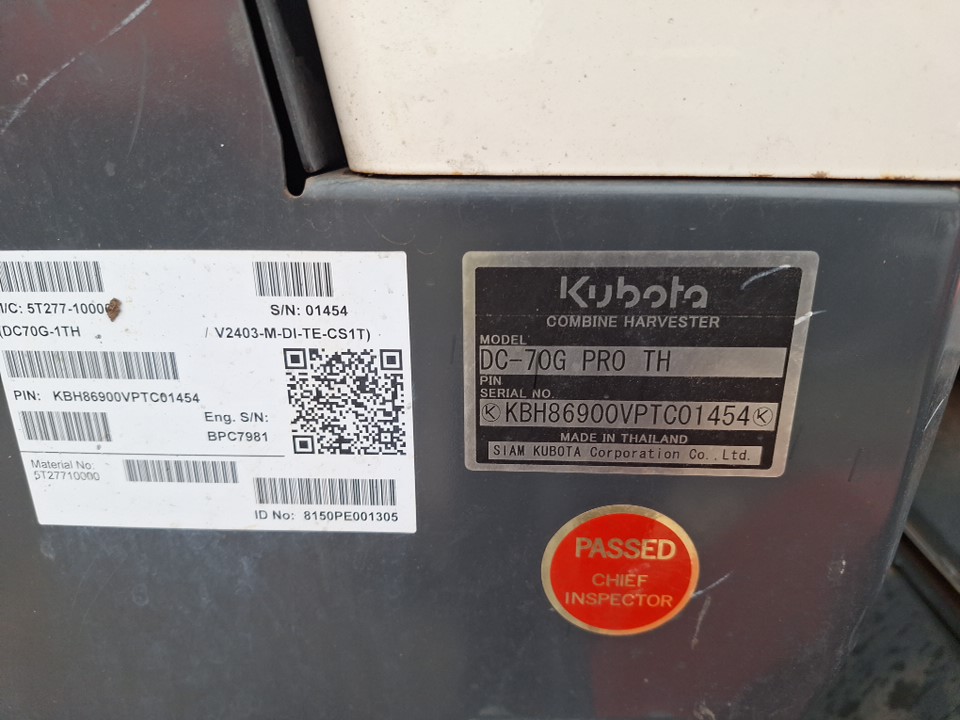 M/C: 5T277-10000
S/N: 01454
(DC70G-1TH
/ V2403-M-DI-TE-CS1T)
PIN: KBH86900VPTC01454
Eng. S/N:
BPC7981
Material No:
5T27710000
ID No: 8150PE001305
Kubota
COMBINE HARVESTER
MODEL
DC-70G PRO TH
PIN
SERIAL NO.
KBH86900VPTC01454
MADE IN THAILAND
SIAM KUBOTA Corporation Co.,Ltd.
PASSED
CHIEF
INSPECTOR